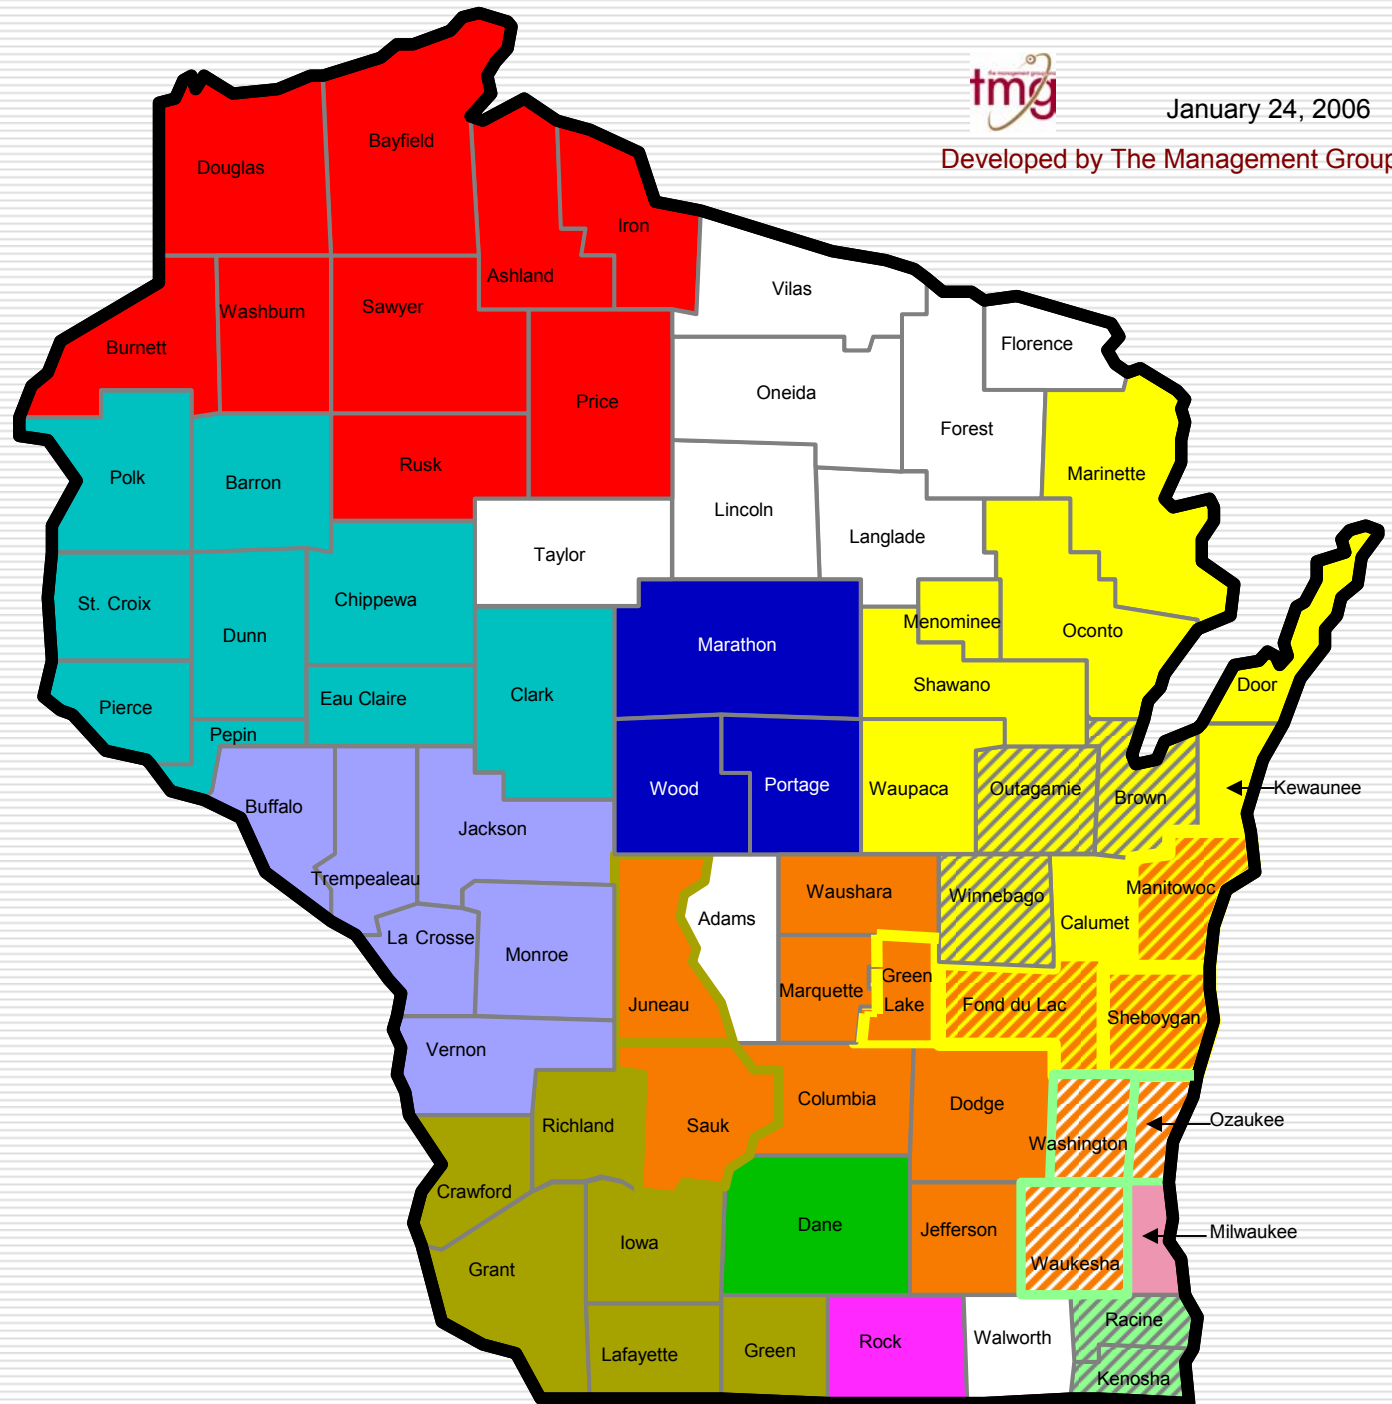 the management group
tmg
January 24, 2006
Developed by The Management Group
Bayfield
Douglas
Iron
Ashland
Vilas
Washburn
Sawyer
Burnett
Florence
Oneida
Price
Forest
Rusk
Marinette
Polk
Barron
Lincoln
Langlade
Taylor
St. Croix
Chippewa
Menominee
Oconto
Dunn
Marathon
Shawano
Door
Clark
Eau Claire
Pierce
Pepin
Wood
Portage
Waupaca
Outagamie
Brown
Kewaunee
Buffalo
Jackson
Trempealeau
Waushara
Winnebago
Manitowoc
Adams
Calumet
La Crosse
Monroe
Marquette
Green
Lake
Juneau
Fond du Lac
Sheboygan
Vernon
Columbia
Dodge
Richland
Sauk
Ozaukee
Washington
Crawford
Dane
Jefferson
Milwaukee
Iowa
Waukesha
Grant
Racine
Walworth
Rock
Green
Lafayette
Kenosha